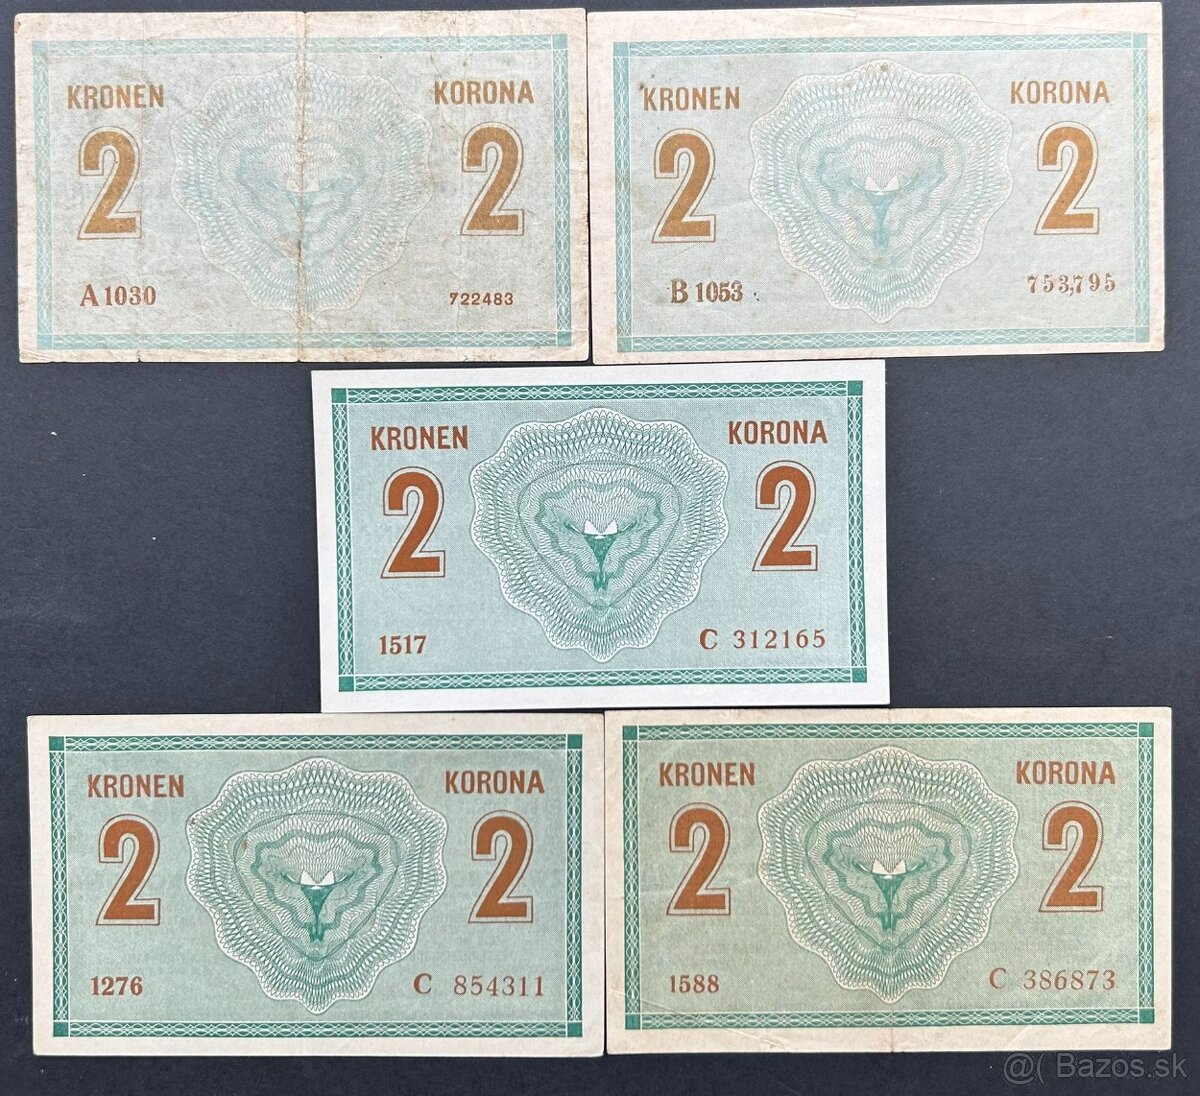 KRONEN KORONA
2 2
A 1030 722483
KRONEN KORONA
2 2
B 1053 753,795
KRONEN KORONA
2 2
1517 C 312165
KRONEN KORONA
2 2
1276 C 854311
KRONEN KORONA
2 2
1588 C 386873
@( Bazos.sk